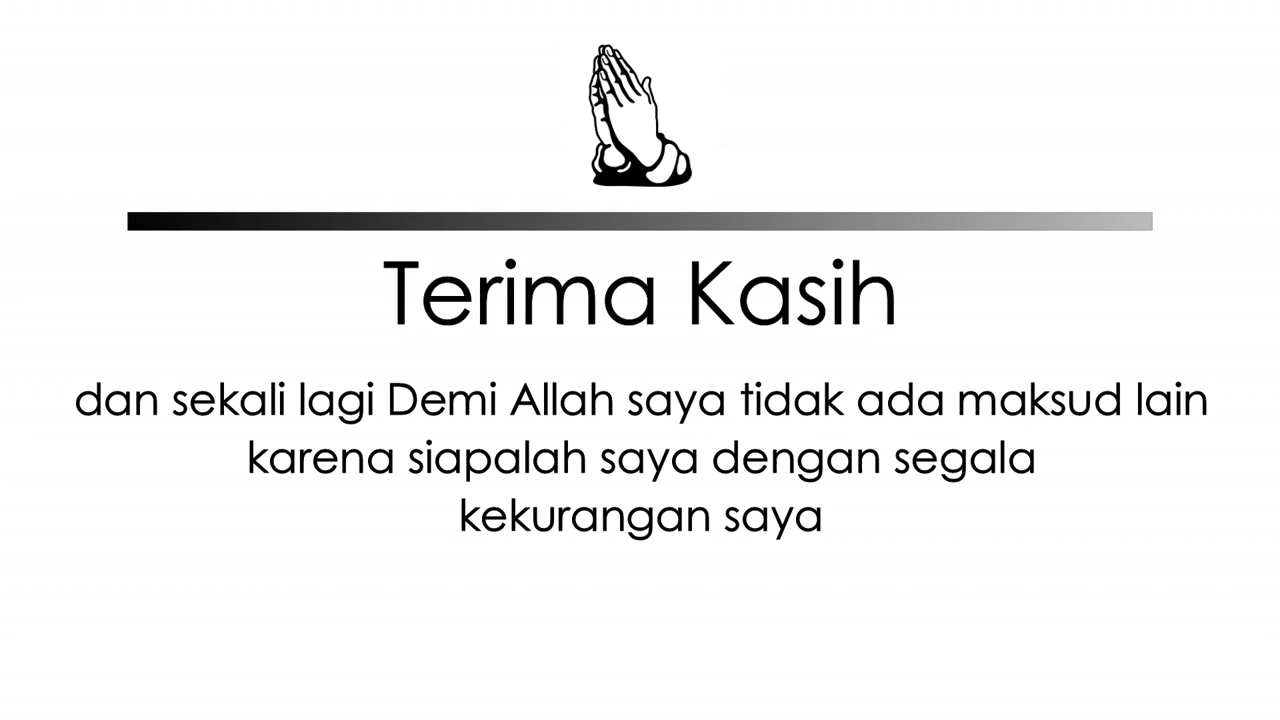 Terima Kasih
dan sekali lagi Demi Allah saya tidak ada maksud lain
karena siapalah saya dengan segala
kekurangan saya